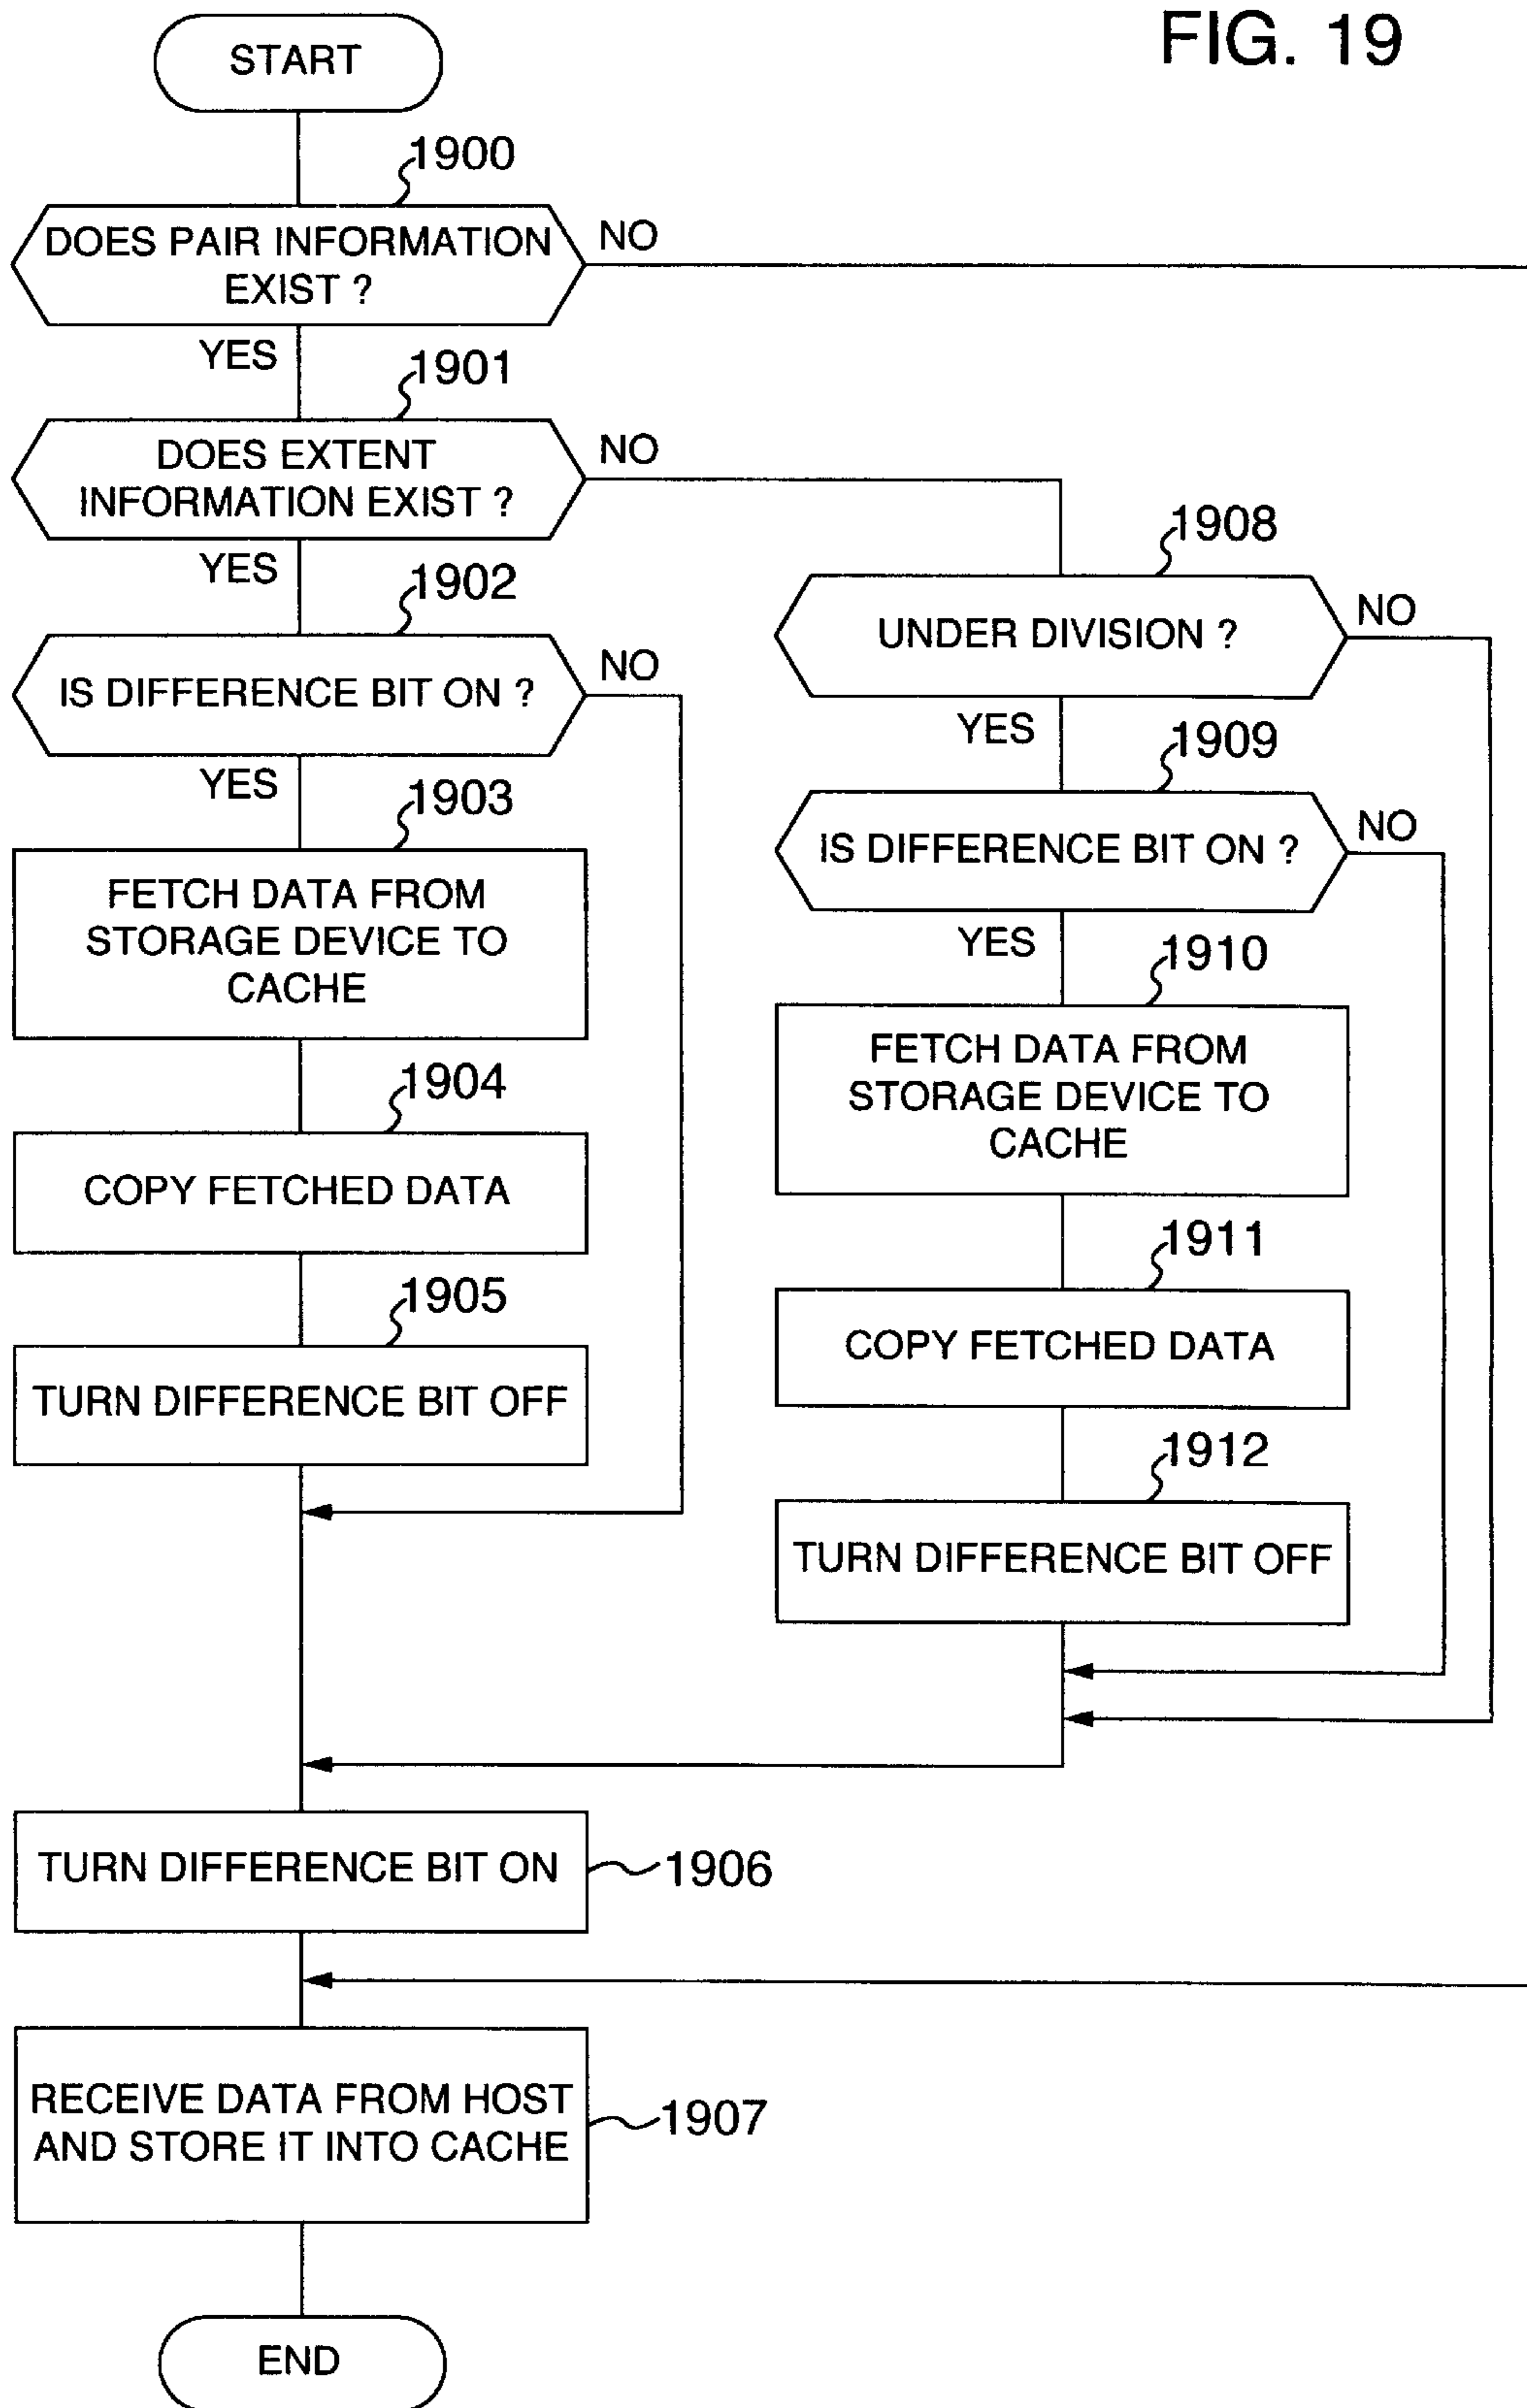 FIG. 19
START
1900
DOES PAIR INFORMATION
EXIST ?
NO
YES
1901
DOES EXTENT
INFORMATION EXIST ?
NO
YES
1902
IS DIFFERENCE BIT ON ?
NO
YES
1903
FETCH DATA FROM
STORAGE DEVICE TO
CACHE
1904
COPY FETCHED DATA
1905
TURN DIFFERENCE BIT OFF
1908
UNDER DIVISION ?
NO
YES
1909
IS DIFFERENCE BIT ON ?
NO
YES
1910
FETCH DATA FROM
STORAGE DEVICE TO
CACHE
1911
COPY FETCHED DATA
1912
TURN DIFFERENCE BIT OFF
TURN DIFFERENCE BIT ON
1906
RECEIVE DATA FROM HOST
AND STORE IT INTO CACHE
1907
END